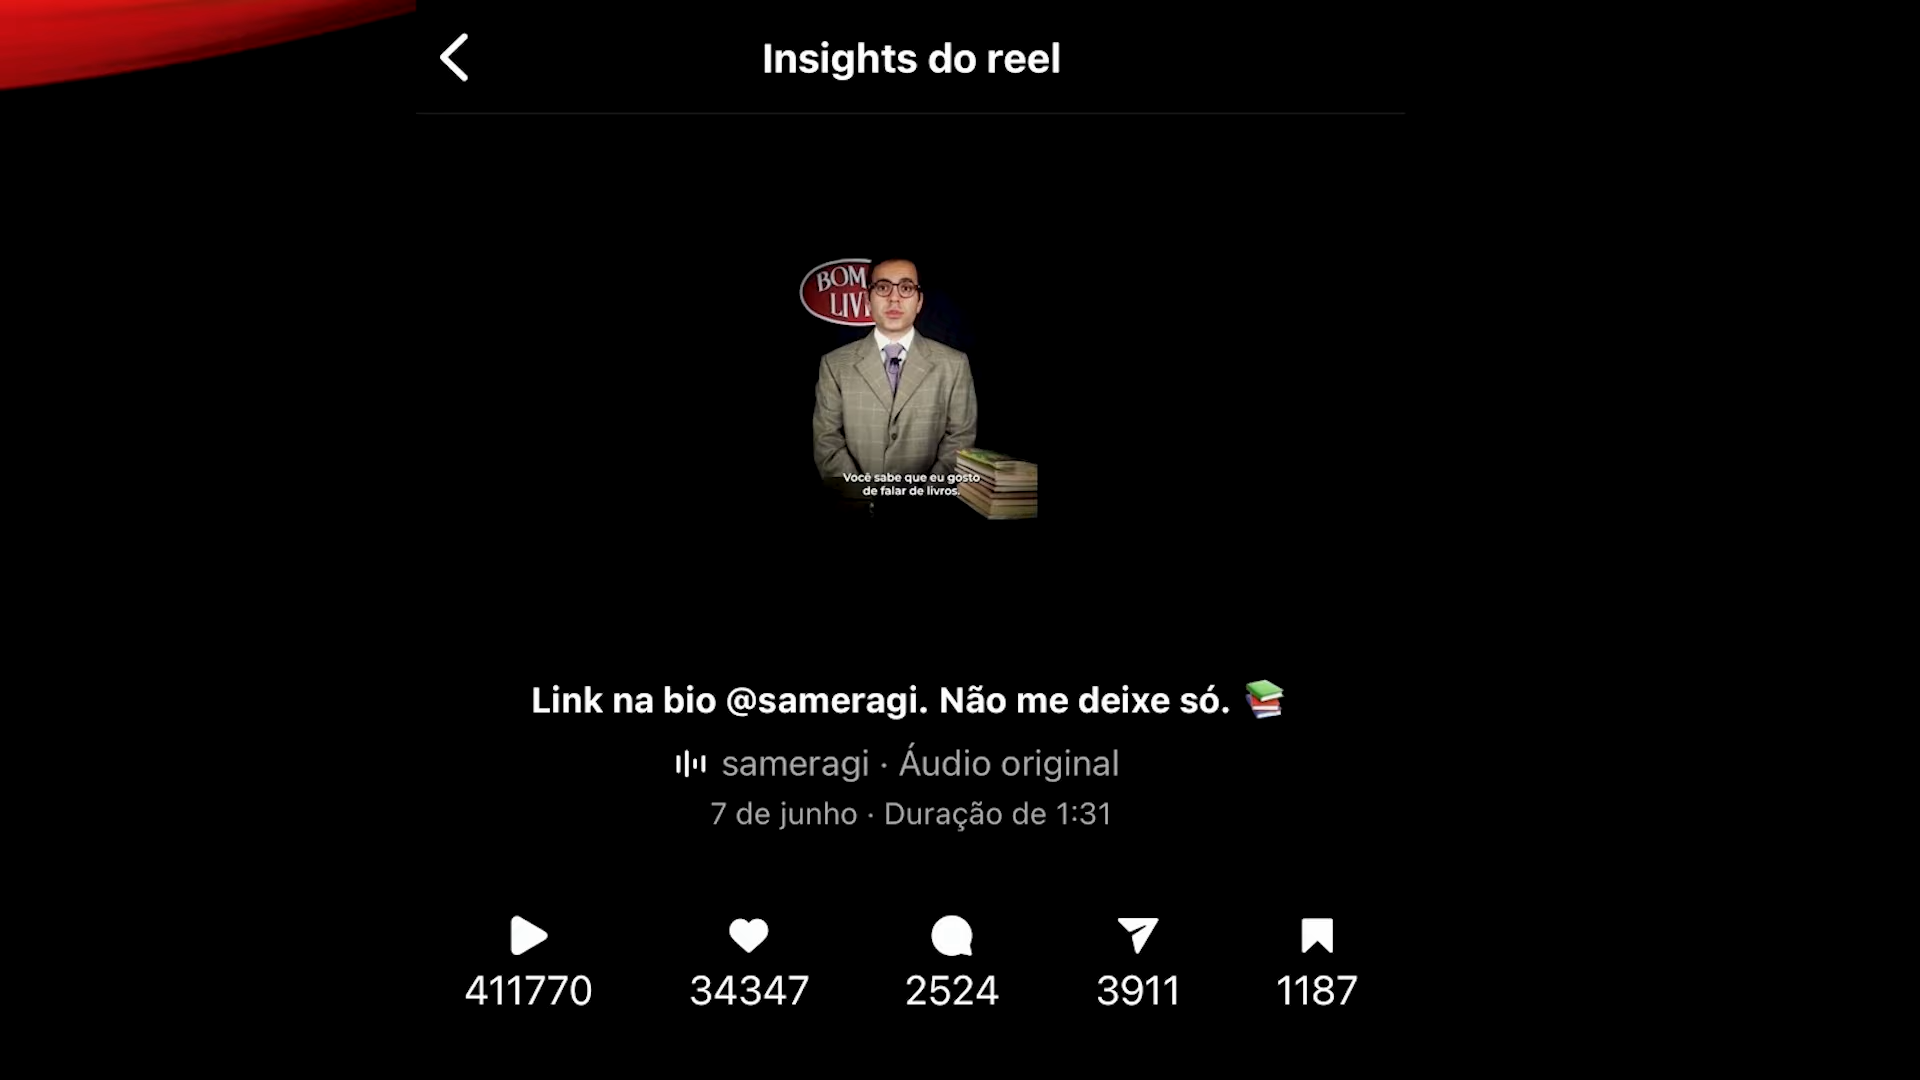 Insights do reel
BOM
LIV
Você sabe que eu gosto
de falar de livros.
Link na bio @sameragi. Não me deixe só. 📚
sameragi · Áudio original
7 de junho · Duração de 1:31
411770 34347 2524 3911 1187